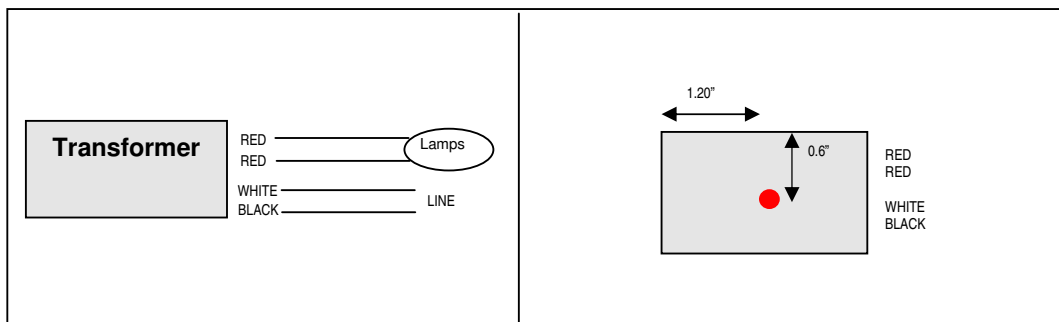 Transformer
RED
RED
WHITE
BLACK
Lamps
LINE
1.20”
0.6”
RED
RED
WHITE
BLACK